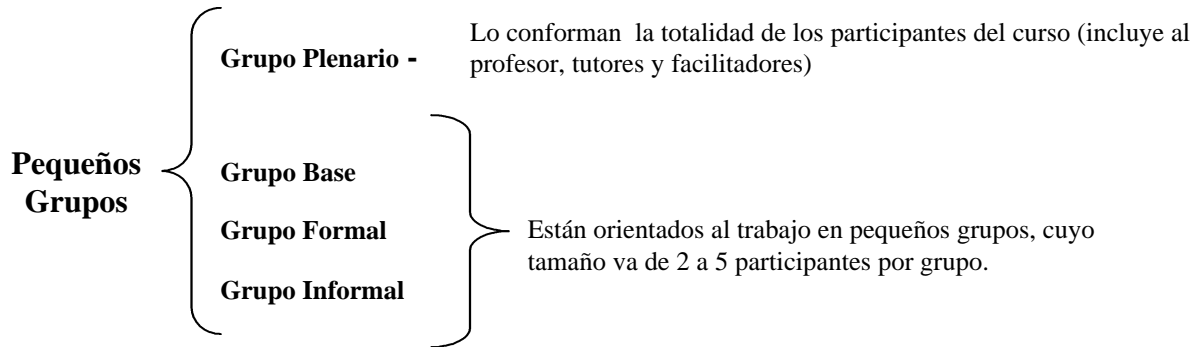 Lo conforman la totalidad de los participantes del curso (incluye al
Grupo Plenario -
profesor, tutores y facilitadores)
Pequeños
Grupos
Grupo Base
Grupo Formal
Grupo Informal
Están orientados al trabajo en pequeños grupos, cuyo
tamaño va de 2 a 5 participantes por grupo.